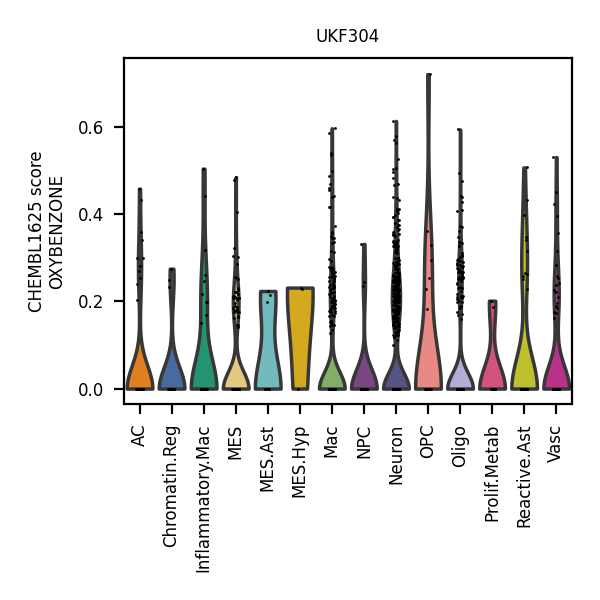 UKF304
CHEMBL1625 score
OXYBENZONE
0.6
0.4
0.2
0.0
AC
Chromatin.Reg
Inflammatory.Mac
MES
MES.Ast
MES.Hyp
Mac
NPC
Neuron
OPC
Oligo
Prolif.Metab
Reactive.Ast
Vasc